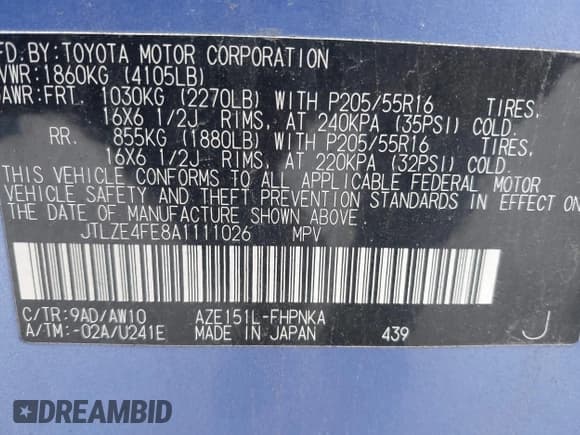 MFD.BY:TOYOTA MOTOR CORPORATION
VWR:1860KG (4105LB)
AWR:FRT. 1030KG (2270LB) WITH P205/55R16 TIRES,
16X6 1/2J RIMS, AT 240KPA (35PSI) COLD.
RR. 855KG (1880LB) WITH P205/55R16 TIRES,
16X6 1/2J RIMS, AT 220KPA (32PSI) COLD.
THIS VEHICLE CONFORMS TO ALL APPLICABLE FEDERAL MOTOR
VEHICLE SAFETY AND THEFT PREVENTION STANDARDS IN EFFECT ON
THE DATE OF MANUFACTURE SHOWN ABOVE.
JTLZE4FE8A1111026 MPV
C/TR:9AD/AW10 AZE151L-FHPNKA
A/TM:-02A/U241E MADE IN JAPAN 439 J
DREAMBID